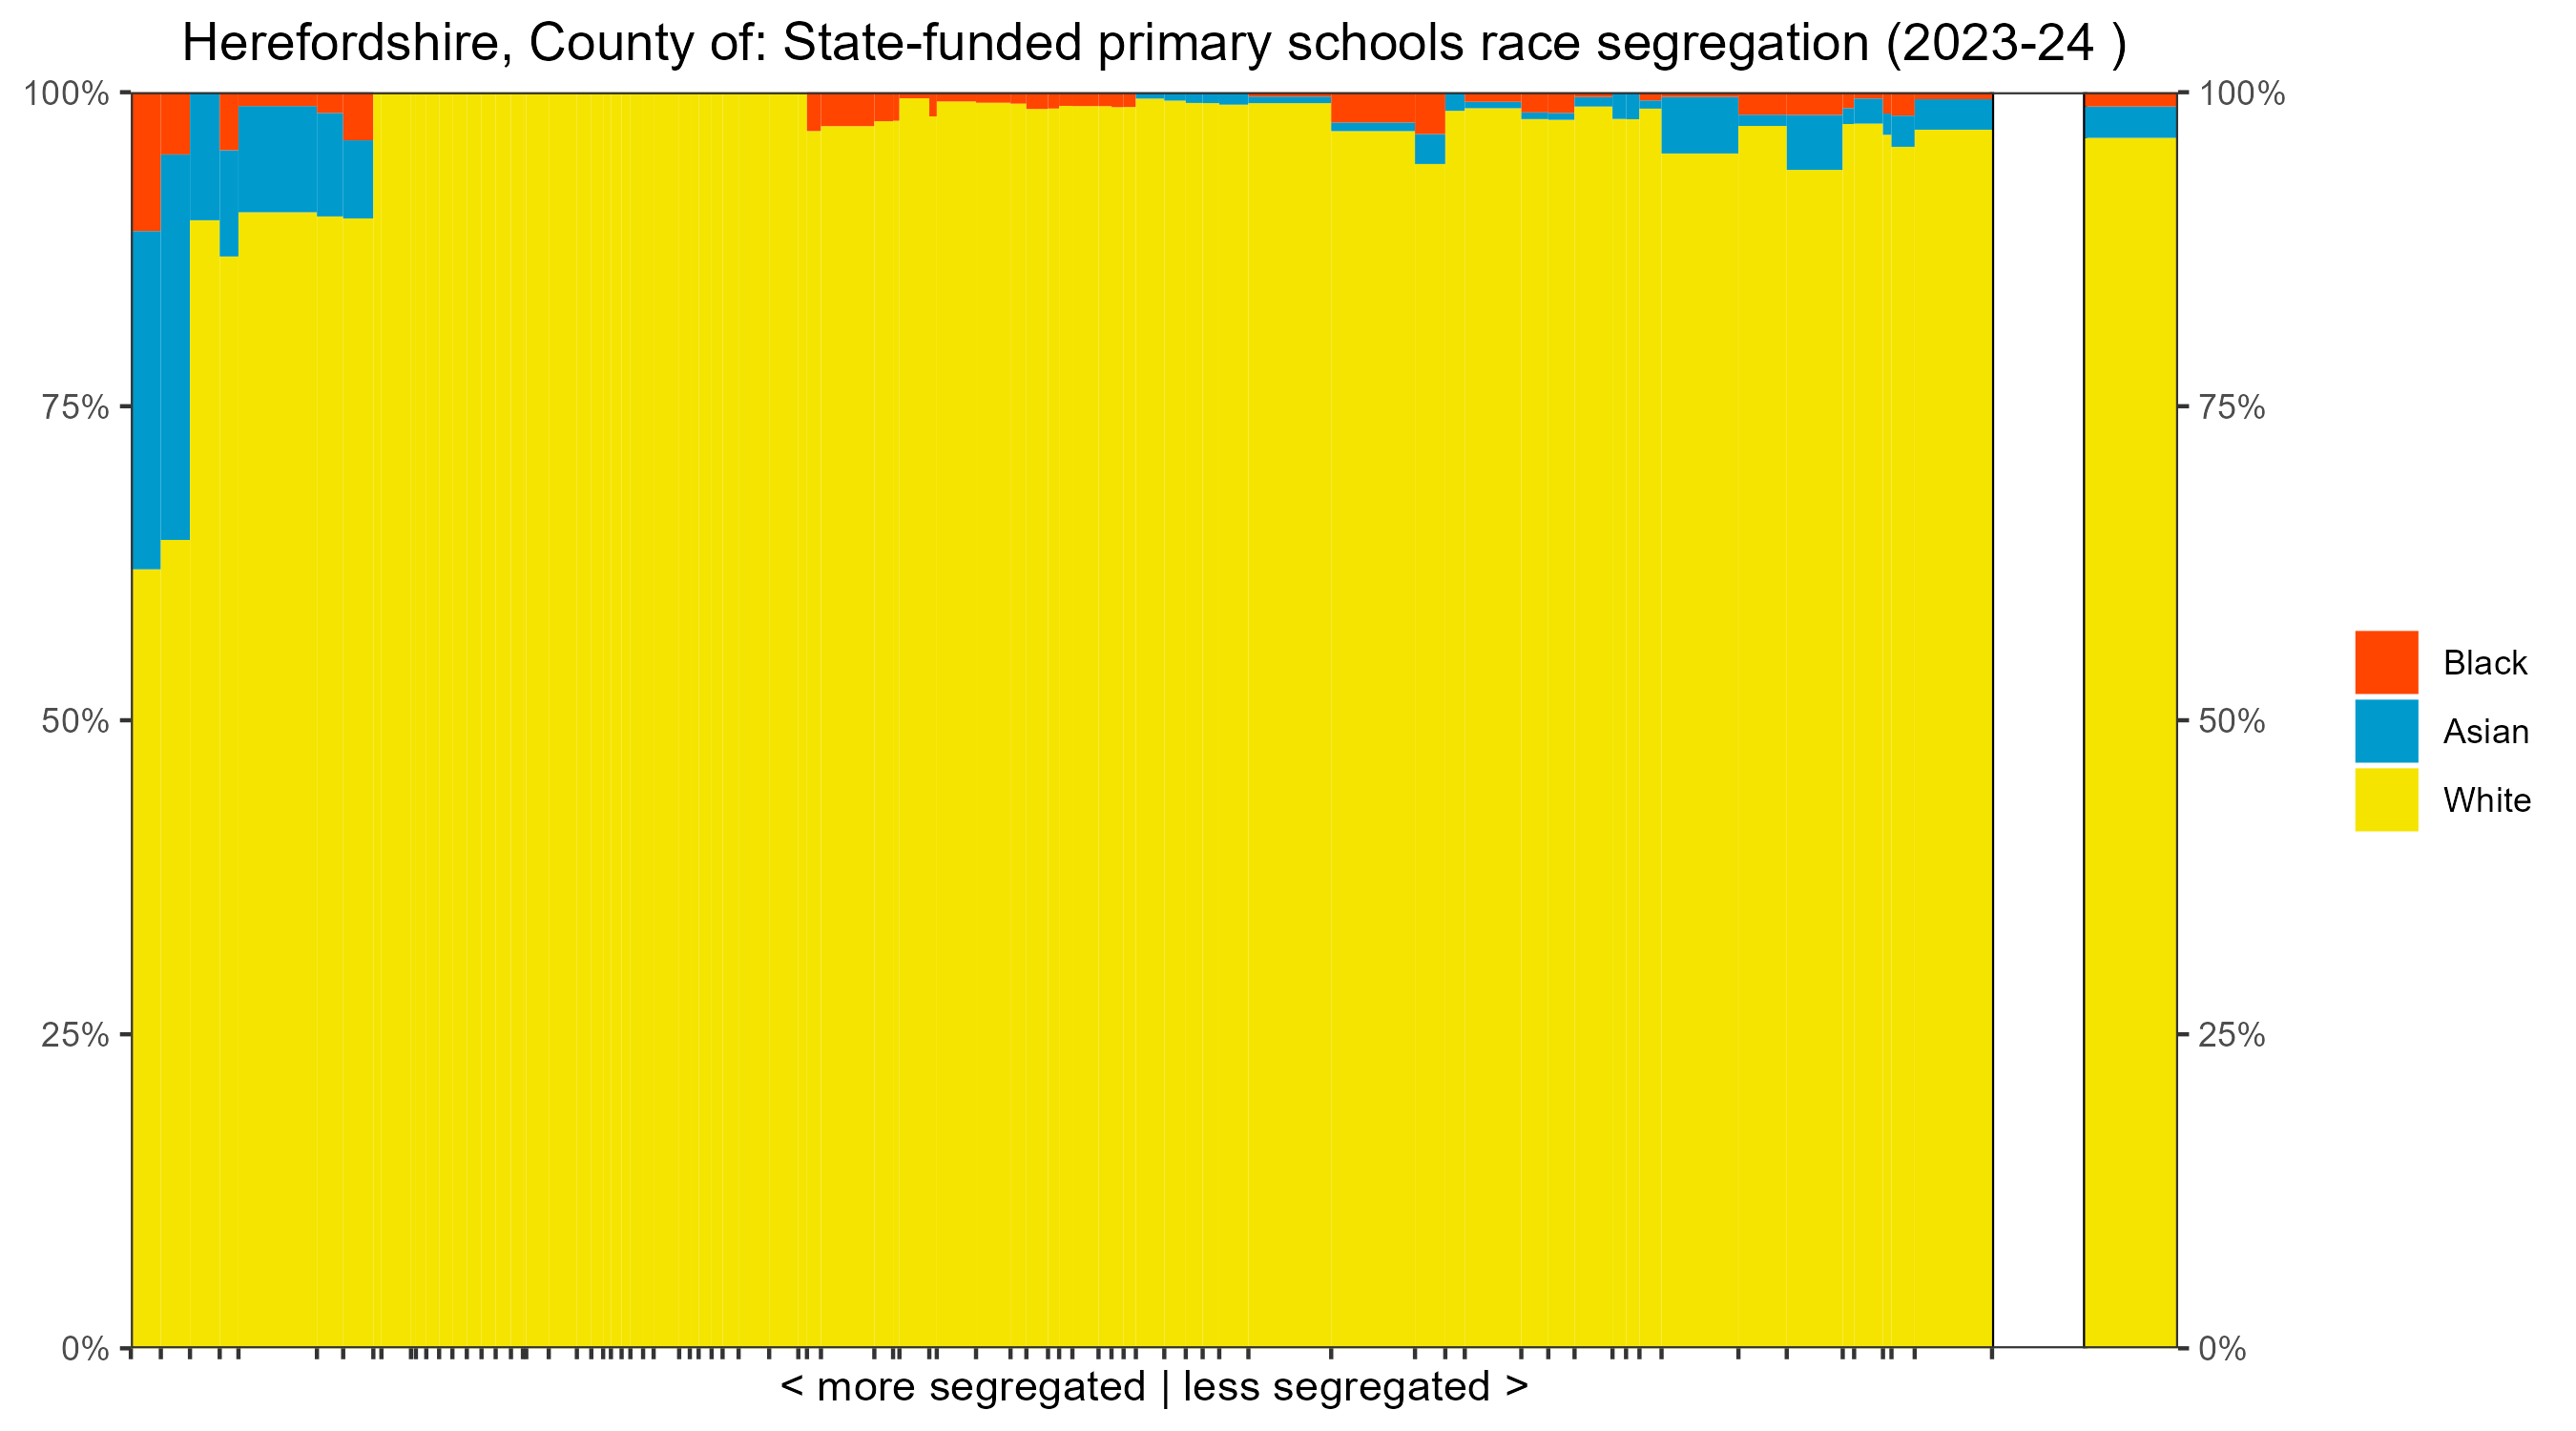 Herefordshire, County of: State-funded primary schools race segregation (2023-24 )
100%
75%
50%
25%
0%
100%
75%
50%
25%
0%
Black
Asian
White
< more segregated | less segregated >